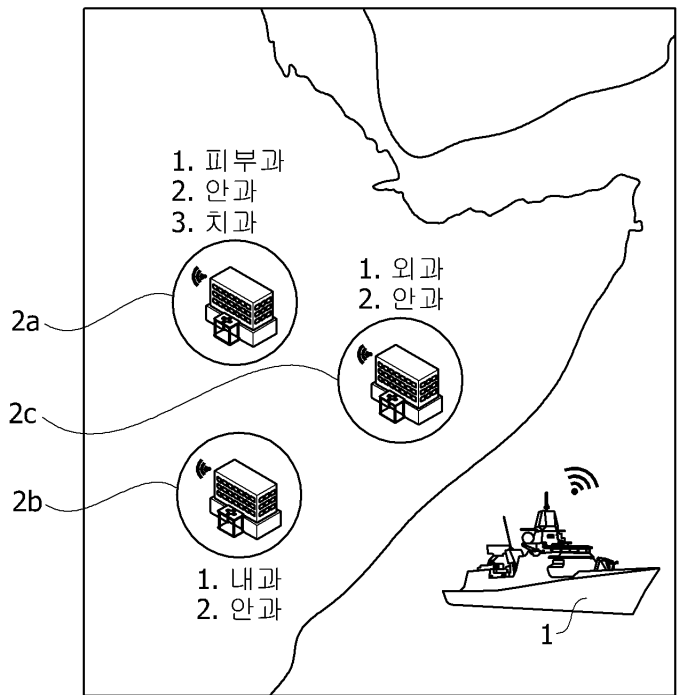 1. 피부과
2. 안과
3. 치과
1. 외과
2. 안과
2a
2c
2b
1. 내과
2. 안과
1